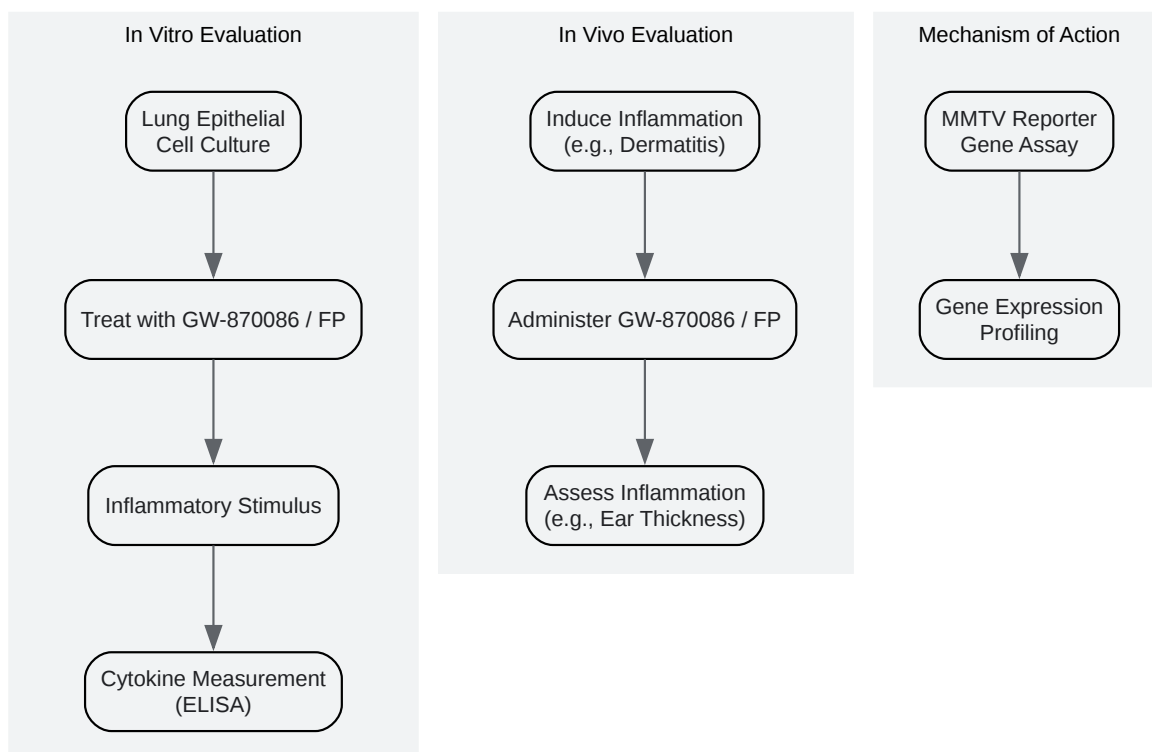 In Vitro Evaluation
Lung Epithelial
Cell Culture
Treat with GW-870086 / FP
Inflammatory Stimulus
Cytokine Measurement
(ELISA)
In Vivo Evaluation
Induce Inflammation
(e.g., Dermatitis)
Administer GW-870086 / FP
Assess Inflammation
(e.g., Ear Thickness)
Mechanism of Action
MMTV Reporter
Gene Assay
Gene Expression
Profiling